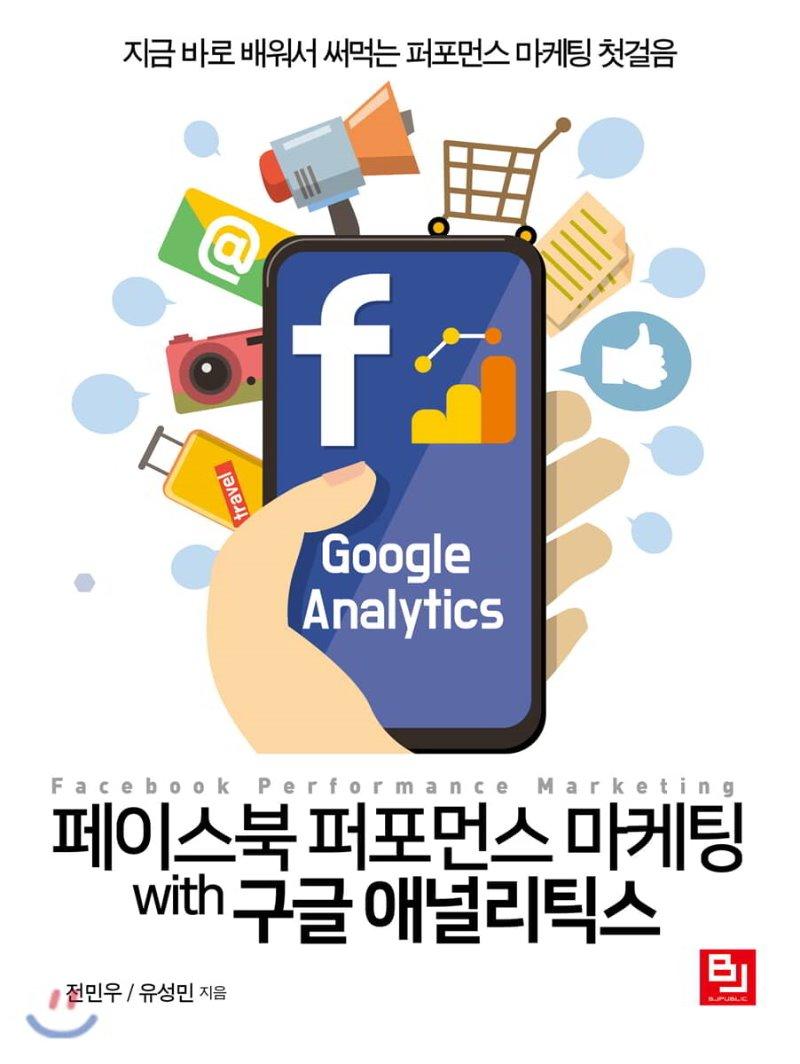 지금 바로 배워서 써먹는 퍼포먼스 마케팅 첫걸음
@
travel
f
Google
Analytics
Facebook Performance Marketing
페이스북 퍼포먼스 마케팅
with 구글 애널리틱스
전민우 / 유성민 지음
BJ
BJPUBLIC